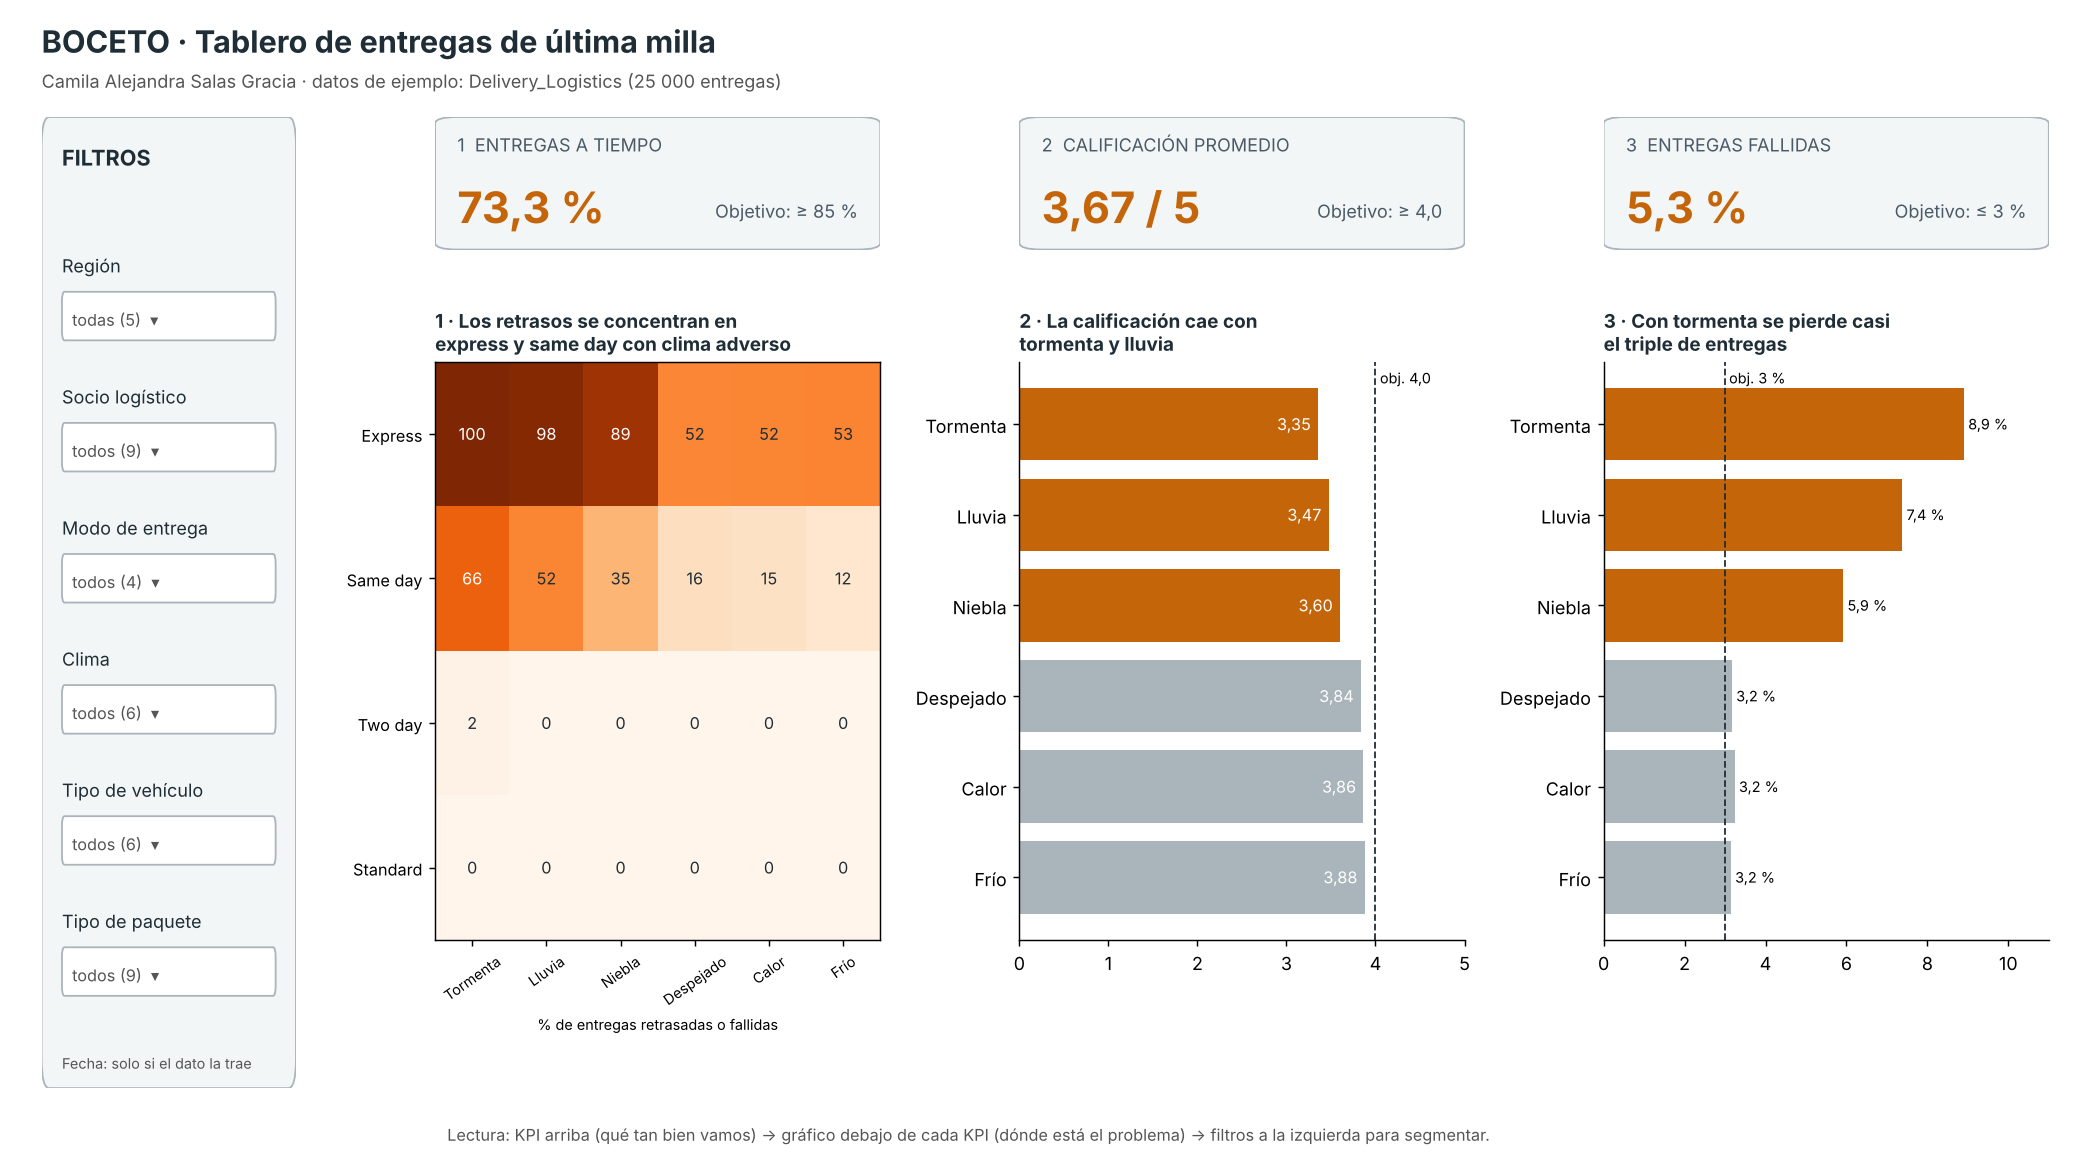 BOCETO · Tablero de entregas de última milla
Camila Alejandra Salas Gracia · datos de ejemplo: Delivery_Logistics (25 000 entregas)
FILTROS
Región
todas (5) ▾
Socio logístico
todos (9) ▾
Modo de entrega
todos (4) ▾
Clima
todos (6) ▾
Tipo de vehículo
todos (6) ▾
Tipo de paquete
todos (9) ▾
Fecha: solo si el dato la trae
1 ENTREGAS A TIEMPO
73,3 %
Objetivo: ≥ 85 %
2 CALIFICACIÓN PROMEDIO
3,67 / 5
Objetivo: ≥ 4,0
3 ENTREGAS FALLIDAS
5,3 %
Objetivo: ≤ 3 %
1 · Los retrasos se concentran en
express y same day con clima adverso
Express 100 98 89 52 52 53
Same day 66 52 35 16 15 12
Two day 2 0 0 0 0 0
Standard 0 0 0 0 0 0
Tormenta Lluvia Niebla Despejado Calor Frío
% de entregas retrasadas o fallidas
2 · La calificación cae con
tormenta y lluvia
obj. 4,0
Tormenta 3,35
Lluvia 3,47
Niebla 3,60
Despejado 3,84
Calor 3,86
Frío 3,88
0 1 2 3 4 5
3 · Con tormenta se pierde casi
el triple de entregas
obj. 3 %
Tormenta 8,9 %
Lluvia 7,4 %
Niebla 5,9 %
Despejado 3,2 %
Calor 3,2 %
Frío 3,2 %
0 2 4 6 8 10
Lectura: KPI arriba (qué tan bien vamos) → gráfico debajo de cada KPI (dónde está el problema) → filtros a la izquierda para segmentar.